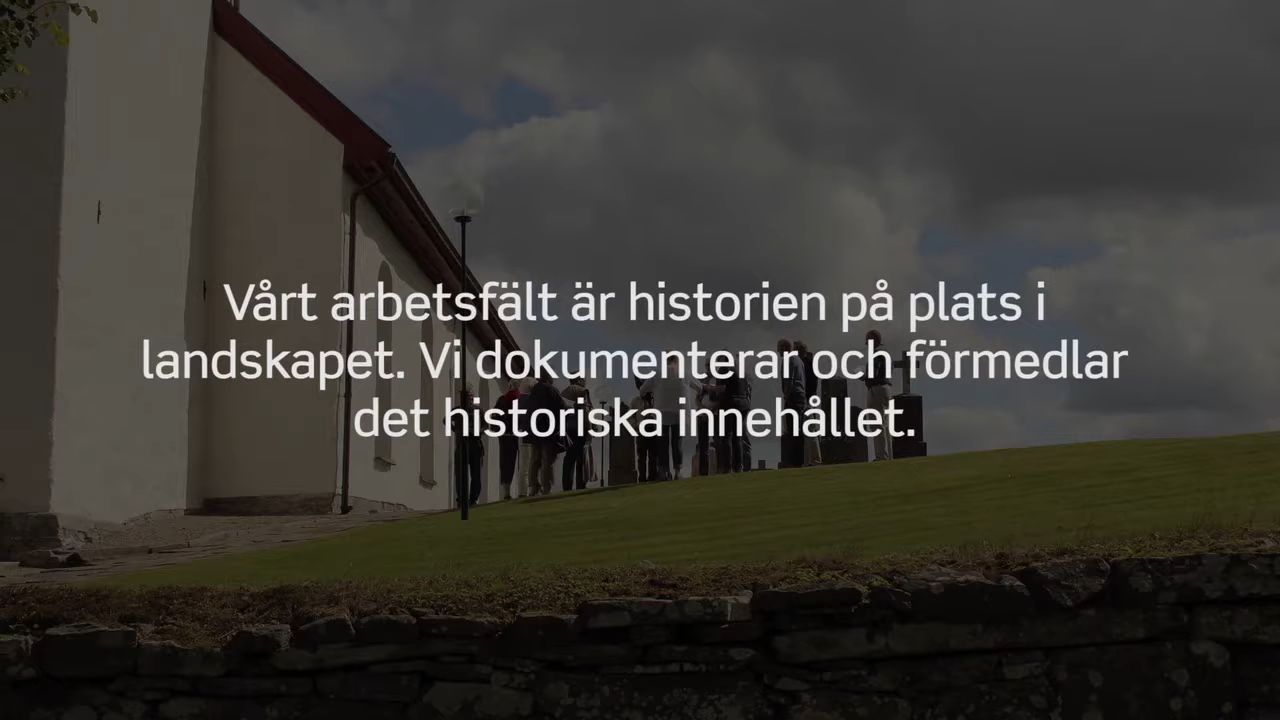 Vårt arbetsfält är historien på plats i
landskapet. Vi dokumenterar och förmedlar
det historiska innehållet.